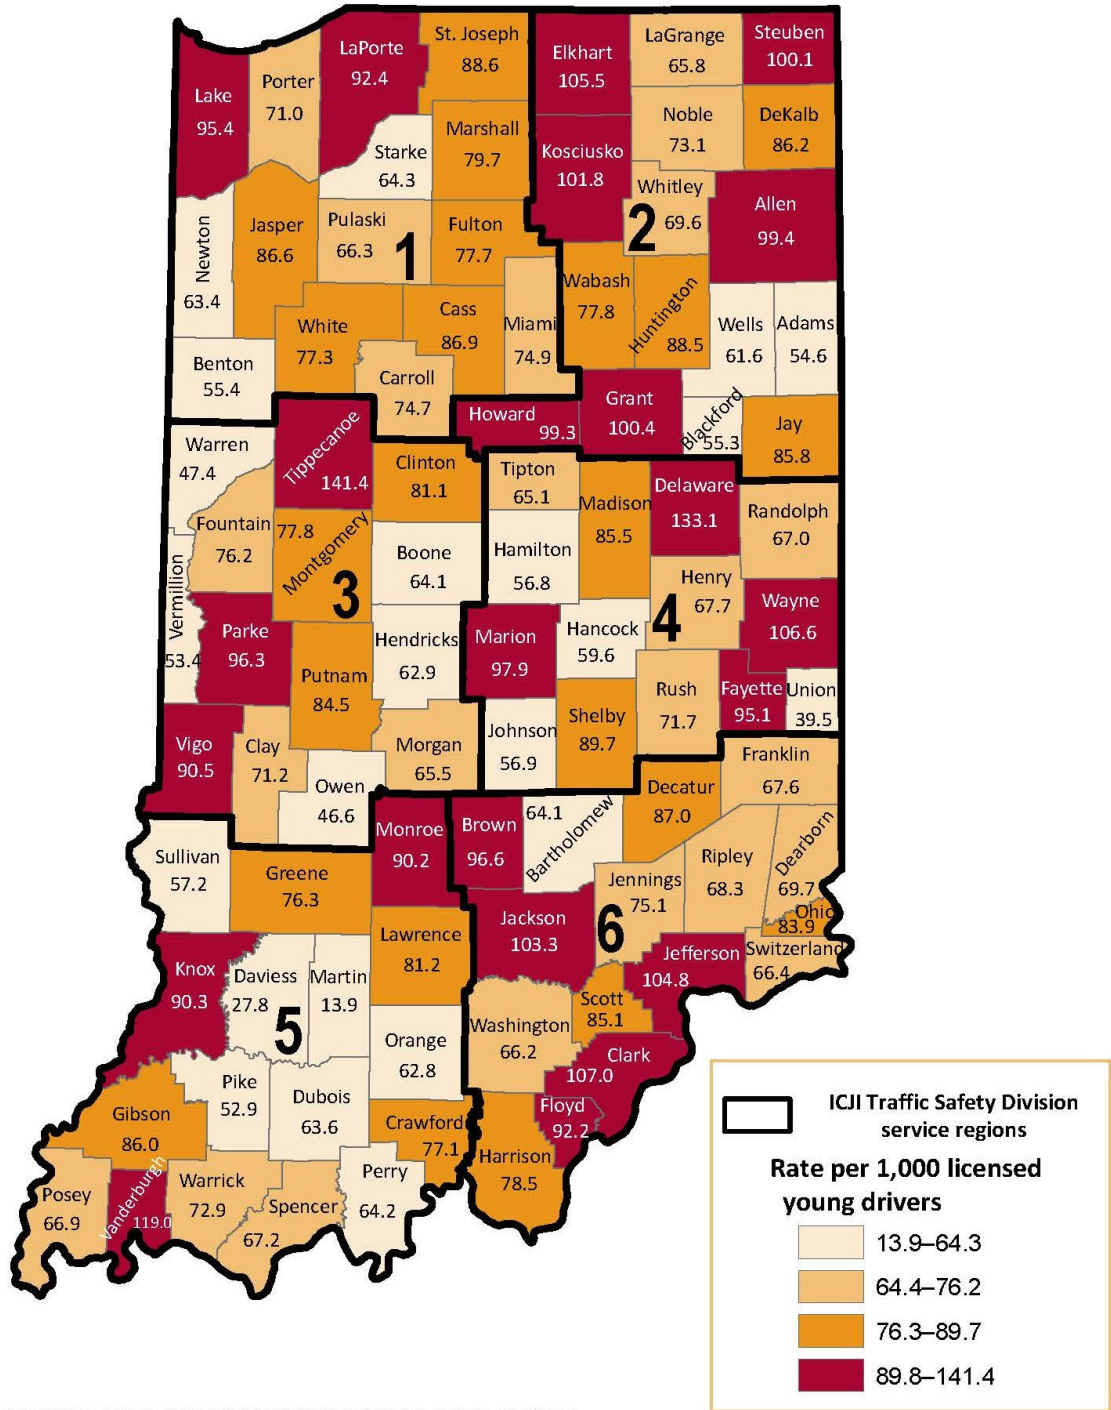 LaPorte
92.4
St. Joseph
88.6
Elkhart
105.5
LaGrange
65.8
Steuben
100.1
Lake
95.4
Porter
71.0
Marshall
79.7
Starke
64.3
Kosciusko
101.8
Noble
73.1
DeKalb
86.2
Whitley
69.6
Allen
99.4
Newton
63.4
Jasper
86.6
Pulaski
66.3
1
Fulton
77.7
2
Wabash
77.8
Huntington
88.5
Wells
61.6
Adams
54.6
White
77.3
Cass
86.9
Miami
74.9
Benton
55.4
Carroll
74.7
Howard
99.3
Grant
100.4
Blackford
55.3
Jay
85.8
Warren
47.4
Tippecanoe
141.4
Clinton
81.1
Tipton
65.1
Madison
85.5
Delaware
133.1
Randolph
67.0
Fountain
76.2
77.8
Montgomery
3
Boone
64.1
Hamilton
56.8
Henry
67.7
4
Wayne
106.6
Vermillion
53.4
Parke
96.3
Putnam
84.5
Hendricks
62.9
Marion
97.9
Hancock
59.6
Rush
71.7
Fayette
95.1
Union
39.5
Vigo
90.5
Clay
71.2
Owen
46.6
Morgan
65.5
Johnson
56.9
Shelby
89.7
Franklin
67.6
Decatur
87.0
Sullivan
57.2
Greene
76.3
Monroe
90.2
Brown
96.6
64.1
Bartholomew
Jennings
75.1
Ripley
68.3
Dearborn
69.7
Ohio
83.9
Switzerland
66.4
Knox
90.3
Daviess
27.8
Martin
13.9
5
Lawrence
81.2
Jackson
103.3
6
Jefferson
104.8
Scott
85.1
Washington
66.2
Orange
62.8
Clark
107.0
Floyd
92.2
Harrison
78.5
Pike
52.9
Dubois
63.6
Crawford
77.1
Gibson
86.0
Perry
64.2
Posey
66.9
Vanderburgh
119.0
Warrick
72.9
Spencer
67.2
ICJI Traffic Safety Division
service regions
Rate per 1,000 licensed
young drivers
13.9–64.3
64.4–76.2
76.3–89.7
89.8–141.4